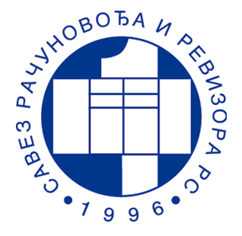 САВЕЗ РАЧУНОВОЂА И РЕВИЗОРА РС
• 1996 •